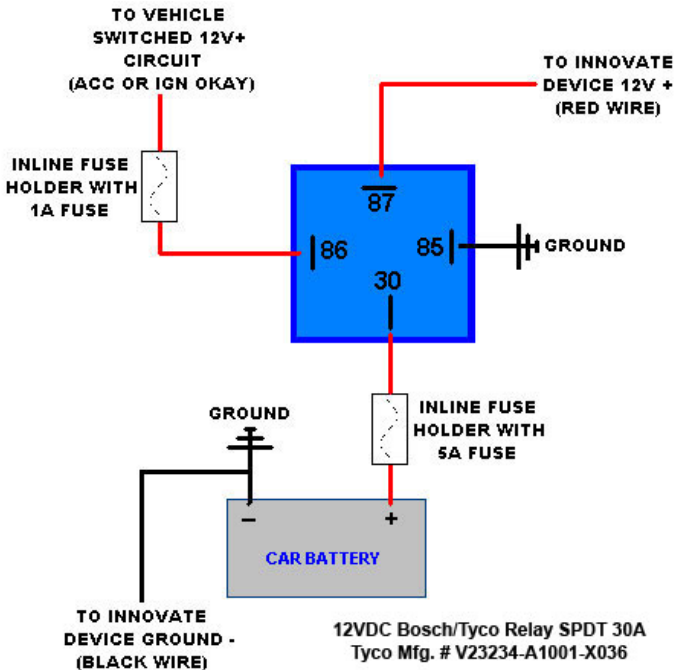 TO VEHICLE
SWITCHED 12V+
CIRCUIT
(ACC OR IGN OKAY)
TO INNOVATE
DEVICE 12V +
(RED WIRE)
INLINE FUSE
HOLDER WITH
1A FUSE
87
86
85
30
GROUND
INLINE FUSE
HOLDER WITH
5A FUSE
GROUND
– +
CAR BATTERY
TO INNOVATE
DEVICE GROUND -
(BLACK WIRE)
12VDC Bosch/Tyco Relay SPDT 30A
Tyco Mfg. # V23234-A1001-X036